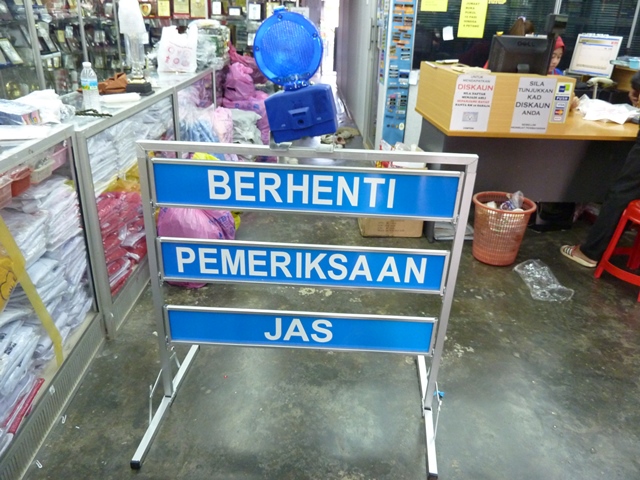 BERHENTI
PEMERIKSAAN
JAS
DISKAUN
SILA
TUNJUKKAN
KAD
DISKAUN
ANDA